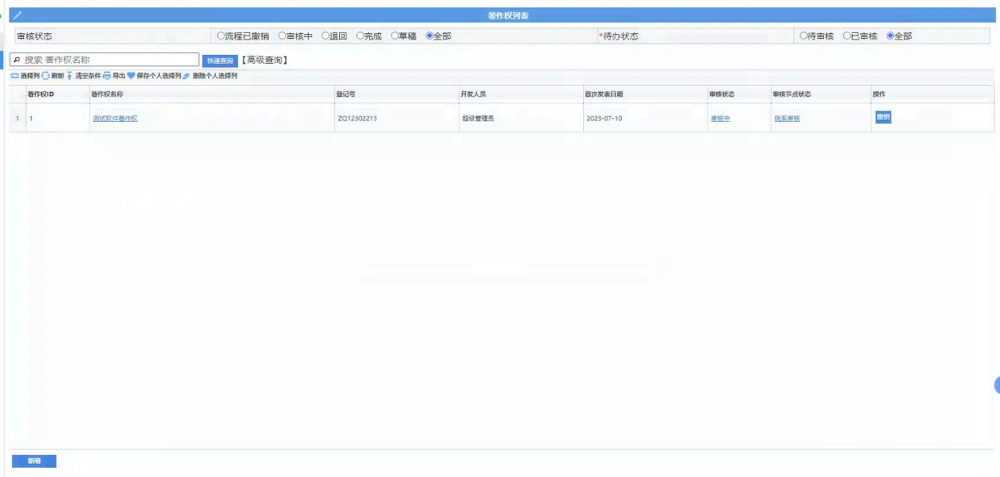 著作权列表
审核状态 流程已撤销 审核中 退回 完成 草稿 全部 *待办状态 待审核 已审核 全部
搜索 著作权名称 快速查询 【高级查询】
选择列 刷新 清空条件 导出 保存个人选择列 删除个人选择列
著作权ID 著作权名称 登记号 开发人员 首次发表日期 审核状态 审核节点状态 操作
1 1 测试软件著作权 ZQ12302213 超级管理员 2023-07-10 审核中 院系审核 撤销
新增